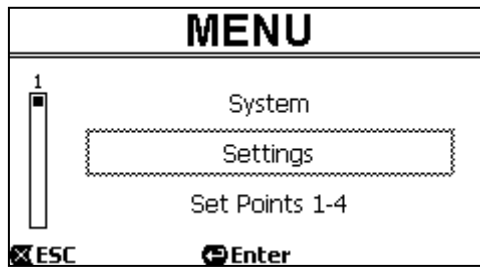 MENU
1
System
Settings
Set Points 1-4
ESC Enter